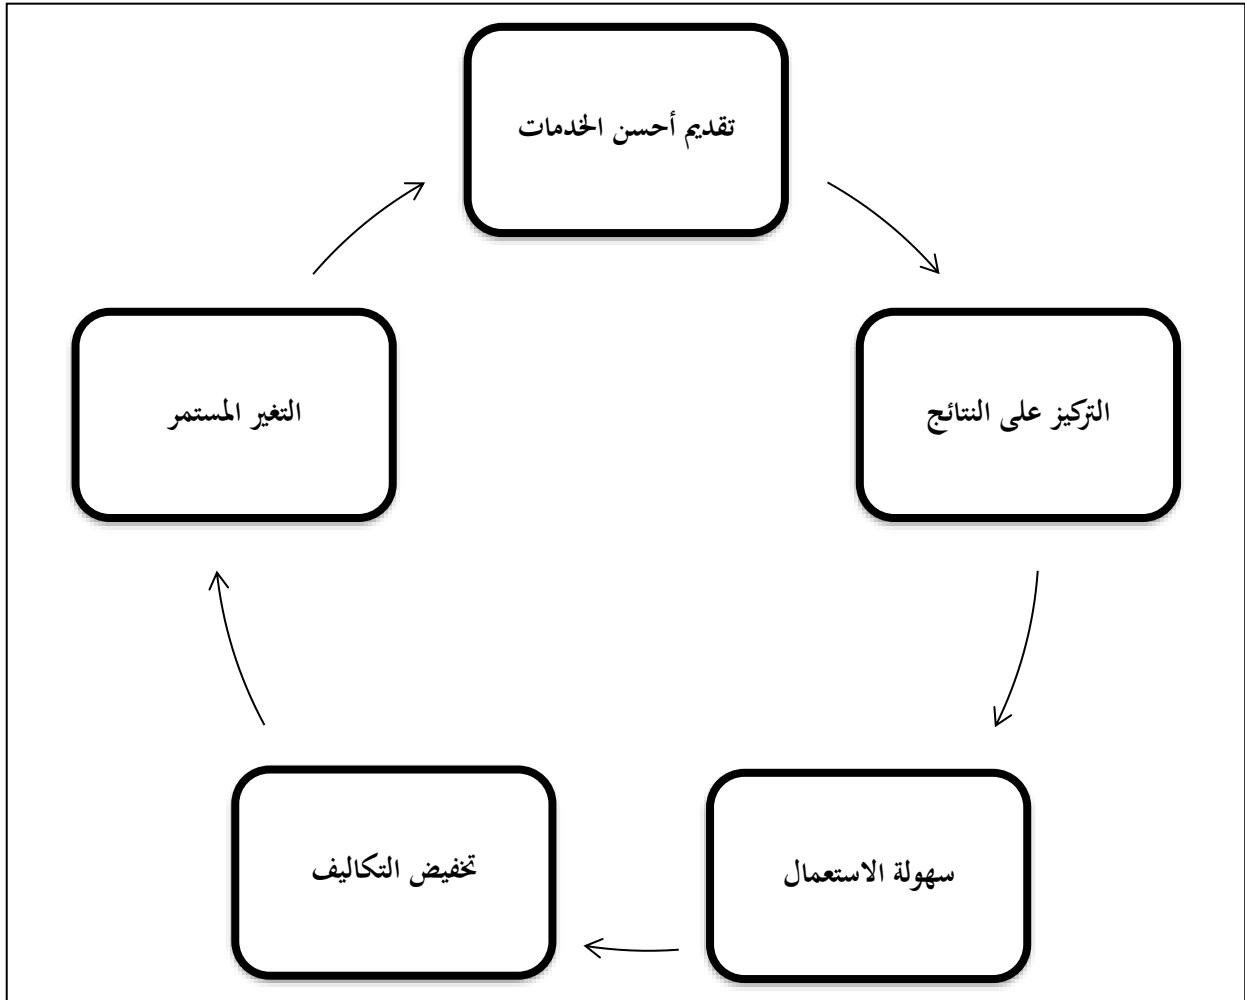 تقديم أحسن الخدمات
التركيز على النتائج
سهولة الاستعمال
تخفيض التكاليف
التغير المستمر